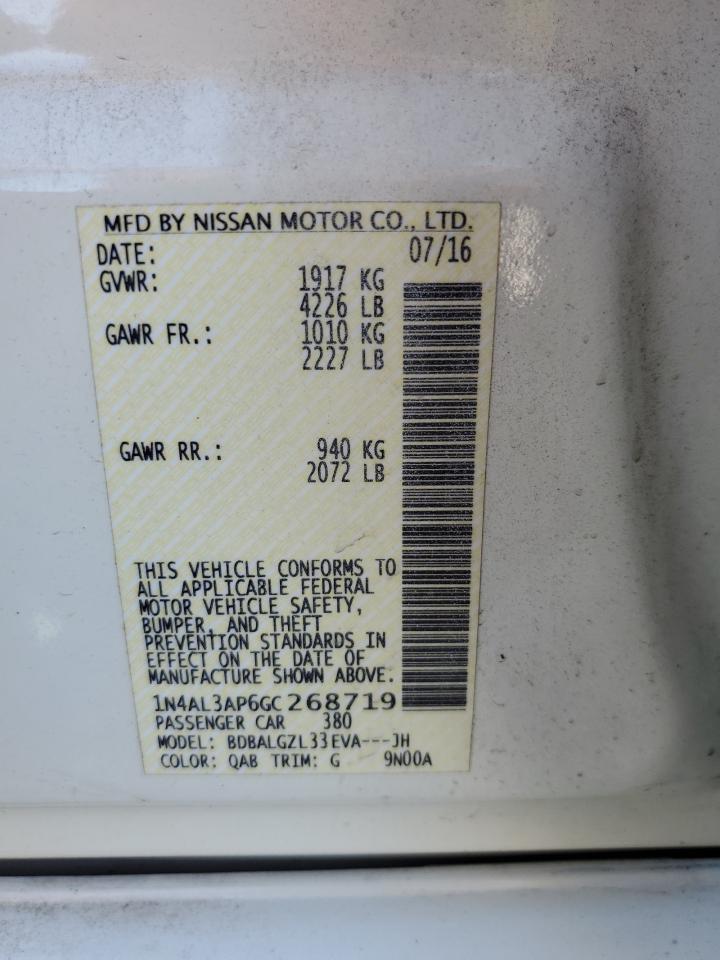 MFD BY NISSAN MOTOR CO., LTD.
DATE: 07/16
GVWR: 1917 KG
4226 LB
GAWR FR.: 1010 KG
2227 LB
GAWR RR.: 940 KG
2072 LB
THIS VEHICLE CONFORMS TO
ALL APPLICABLE FEDERAL
MOTOR VEHICLE SAFETY,
BUMPER, AND THEFT
PREVENTION STANDARDS IN
EFFECT ON THE DATE OF
MANUFACTURE SHOWN ABOVE.
1N4AL3AP6GC268719
PASSENGER CAR 380
MODEL: BDBALGZL33EVA---JH
COLOR: QAB TRIM: G 9N00A